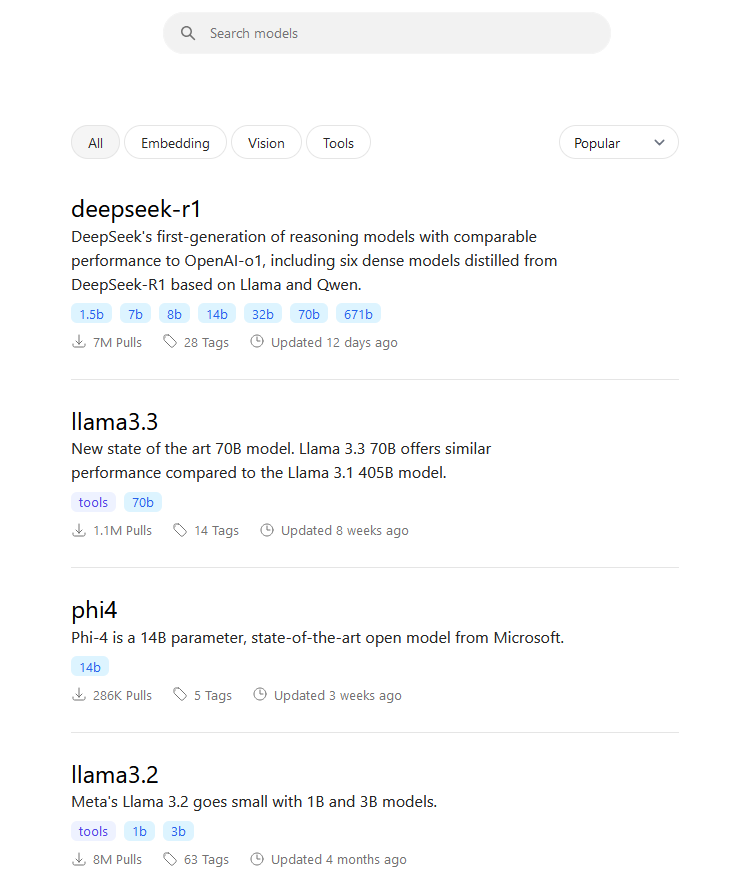 Search models
All Embedding Vision Tools Popular
deepseek-r1
DeepSeek's first-generation of reasoning models with comparable
performance to OpenAI-o1, including six dense models distilled from
DeepSeek-R1 based on Llama and Qwen.
1.5b 7b 8b 14b 32b 70b 671b
7M Pulls 28 Tags Updated 12 days ago
llama3.3
New state of the art 70B model. Llama 3.3 70B offers similar
performance compared to the Llama 3.1 405B model.
tools 70b
1.1M Pulls 14 Tags Updated 8 weeks ago
phi4
Phi-4 is a 14B parameter, state-of-the-art open model from Microsoft.
14b
286K Pulls 5 Tags Updated 3 weeks ago
llama3.2
Meta's Llama 3.2 goes small with 1B and 3B models.
tools 1b 3b
8M Pulls 63 Tags Updated 4 months ago